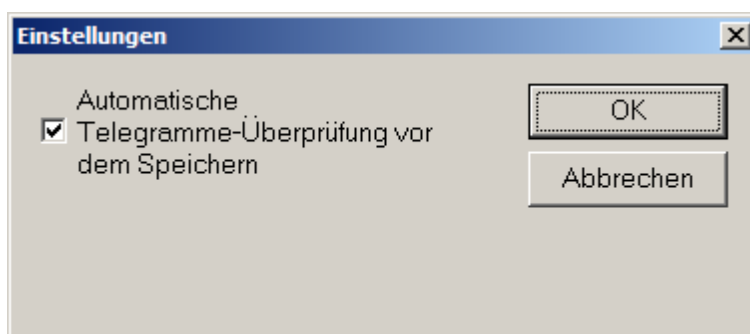 Einstellungen
Automatische
Telegramme-Überprüfung vor
dem Speichern
OK
Abbrechen